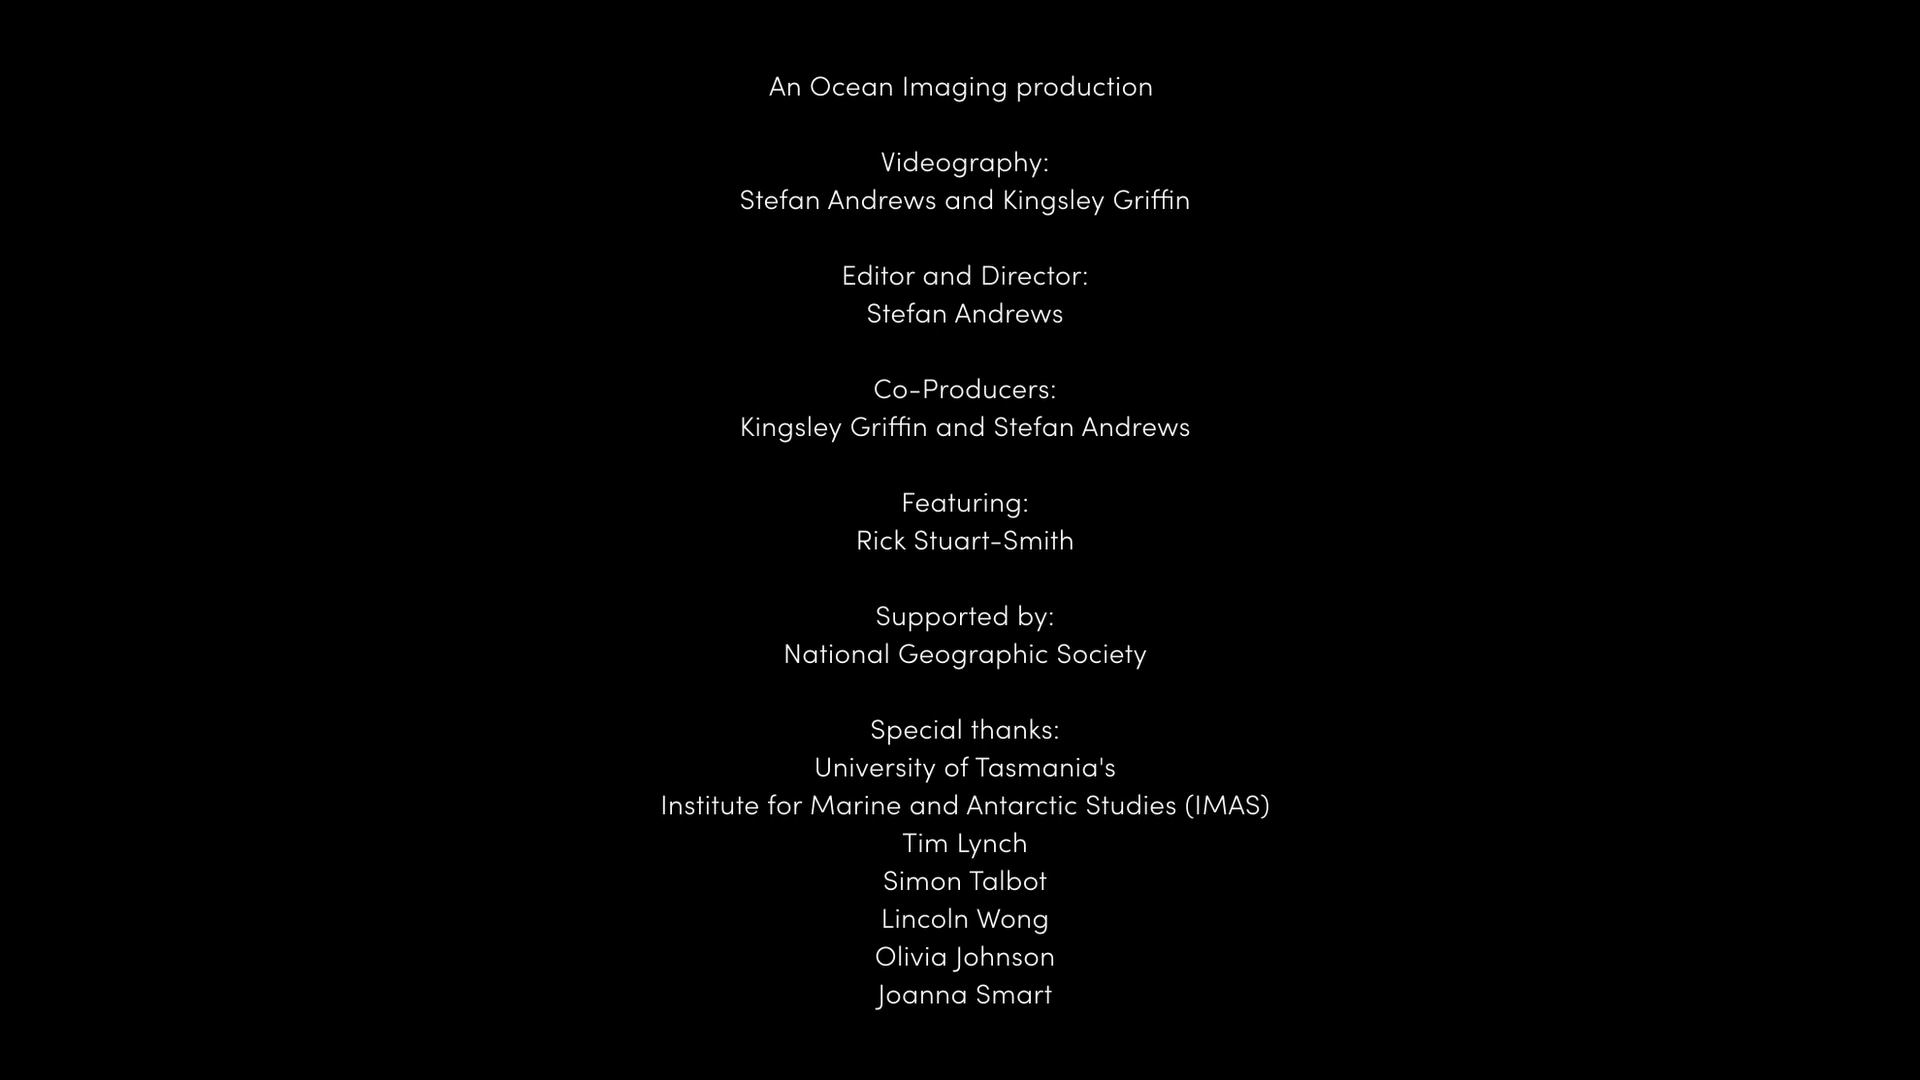 An Ocean Imaging production
Videography:
Stefan Andrews and Kingsley Griffin
Editor and Director:
Stefan Andrews
Co-Producers:
Kingsley Griffin and Stefan Andrews
Featuring:
Rick Stuart-Smith
Supported by:
National Geographic Society
Special thanks:
University of Tasmania's
Institute for Marine and Antarctic Studies (IMAS)
Tim Lynch
Simon Talbot
Lincoln Wong
Olivia Johnson
Joanna Smart